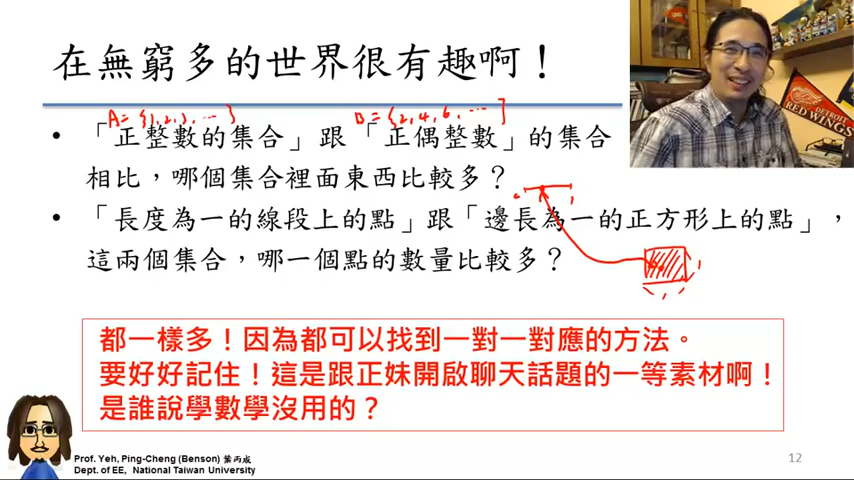 在無窮多的世界很有趣啊！
A = {1, 2, 3, ...}
B = {2, 4, 6, ...}
• 「正整數的集合」跟「正偶整數」的集合
相比，哪個集合裡面東西比較多？
0 1
• 「長度為一的線段上的點」跟「邊長為一的正方形上的點」，
這兩個集合，哪一個點的數量比較多？
1
1
都一樣多！因為都可以找到一對一對應的方法。
要好好記住！這是跟正妹開啟聊天話題的一等素材啊！
是誰說學數學沒用的？
DETROIT
RED WINGS
Prof. Yeh, Ping-Cheng (Benson) 葉丙成
Dept. of EE, National Taiwan University
12